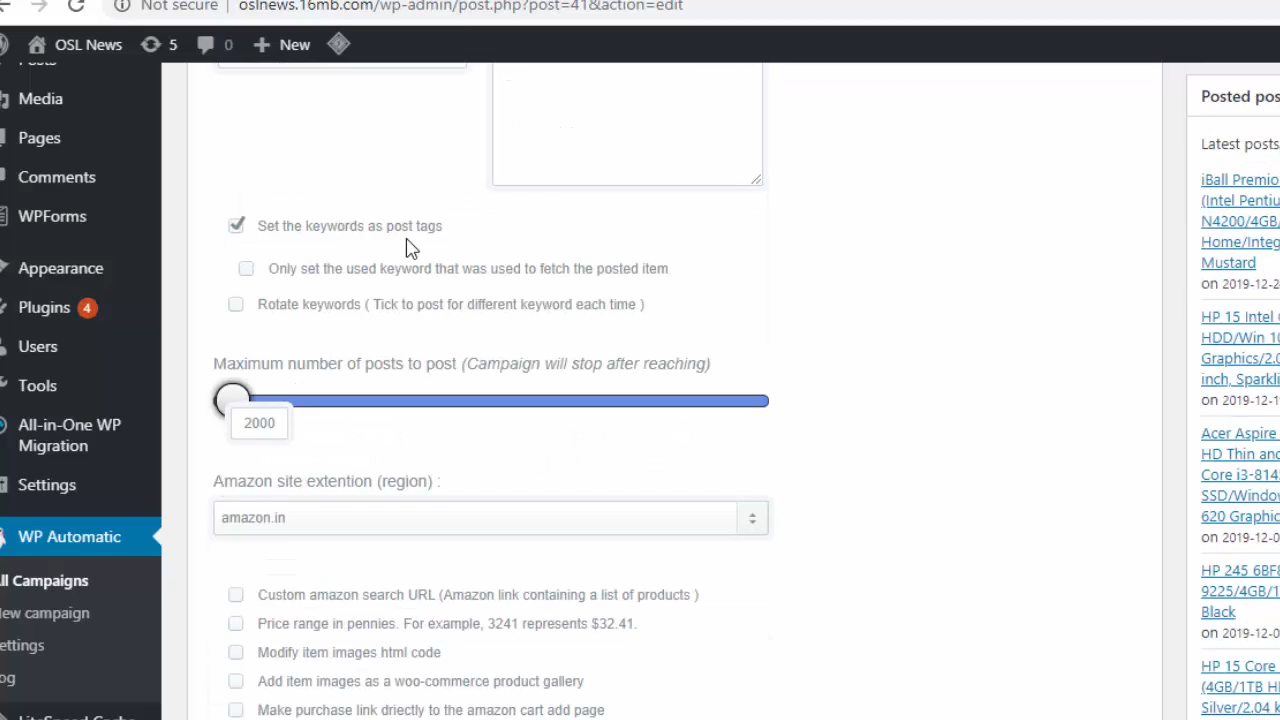 Not secure | oslnews.16mb.com/wp-admin/post.php?post=41&action=edit
OSL News 5 0 New
Posts
Media
Pages
Comments
WPForms
Appearance
Plugins 4
Users
Tools
All-in-One WP
Migration
Settings
WP Automatic
ll Campaigns
ew campaign
ettings
og
LiteSpeed Cache
Set the keywords as post tags
Only set the used keyword that was used to fetch the posted item
Rotate keywords ( Tick to post for different keyword each time )
Maximum number of posts to post (Campaign will stop after reaching)
2000
Amazon site extention (region) :
amazon.in
Custom amazon search URL (Amazon link containing a list of products )
Price range in pennies. For example, 3241 represents $32.41.
Modify item images html code
Add item images as a woo-commerce product gallery
Make purchase link driectly to the amazon cart add page
Posted pos
Latest posts
iBall Premio
(Intel Pentiu
N4200/4GB/
Home/Integ
Mustard
on 2019-12-2
HP 15 Intel
HDD/Win 10
Graphics/2.0
inch, Sparkli
on 2019-12-1
Acer Aspire
HD Thin and
Core i3-814
SSD/Window
620 Graphic
on 2019-12-0
HP 245 6BF8
9225/4GB/1
Black
on 2019-12-0
HP 15 Core
(4GB/1TB H
Silver/2.04 k